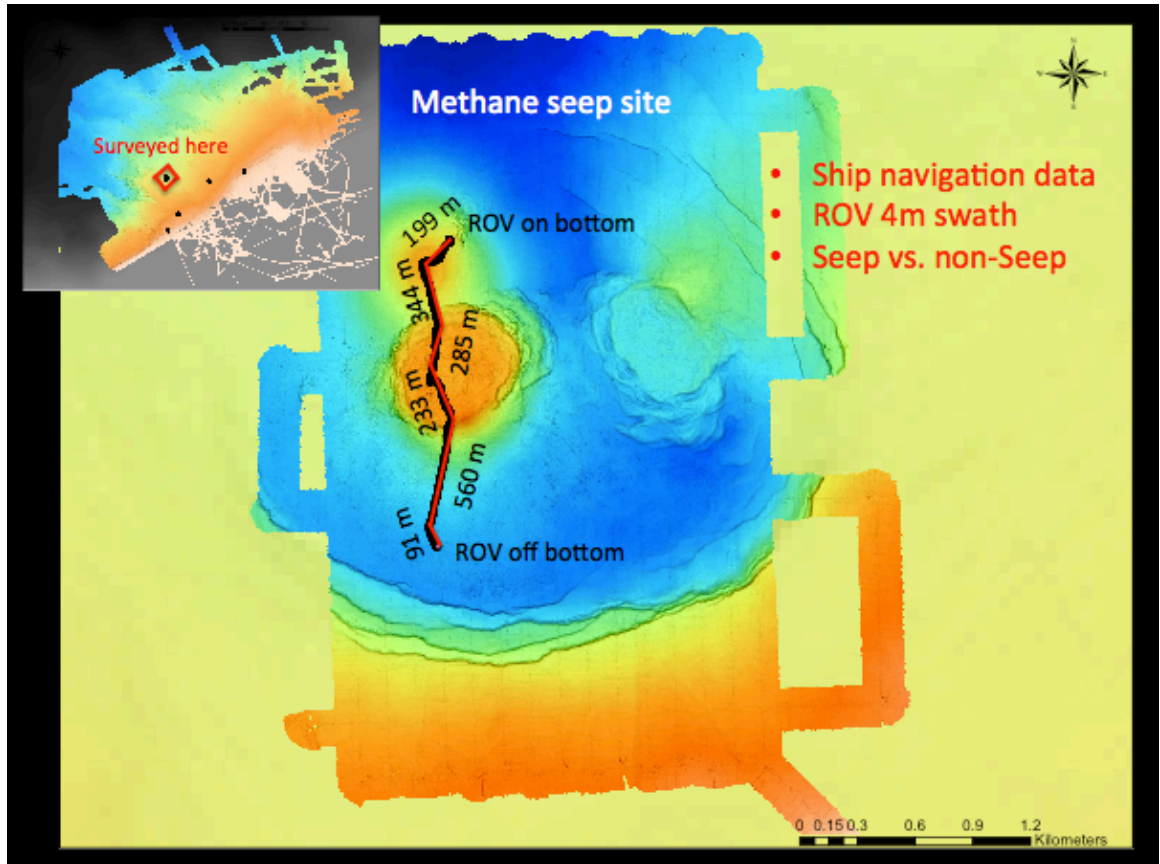 Surveyed here
Methane seep site
• Ship navigation data
• ROV 4m swath
• Seep vs. non-Seep
199 m
ROV on bottom
344 m
285 m
233 m
560 m
91 m
ROV off bottom
N
W
E
S
0 0.15 0.3 0.6 0.9 1.2
Kilometers